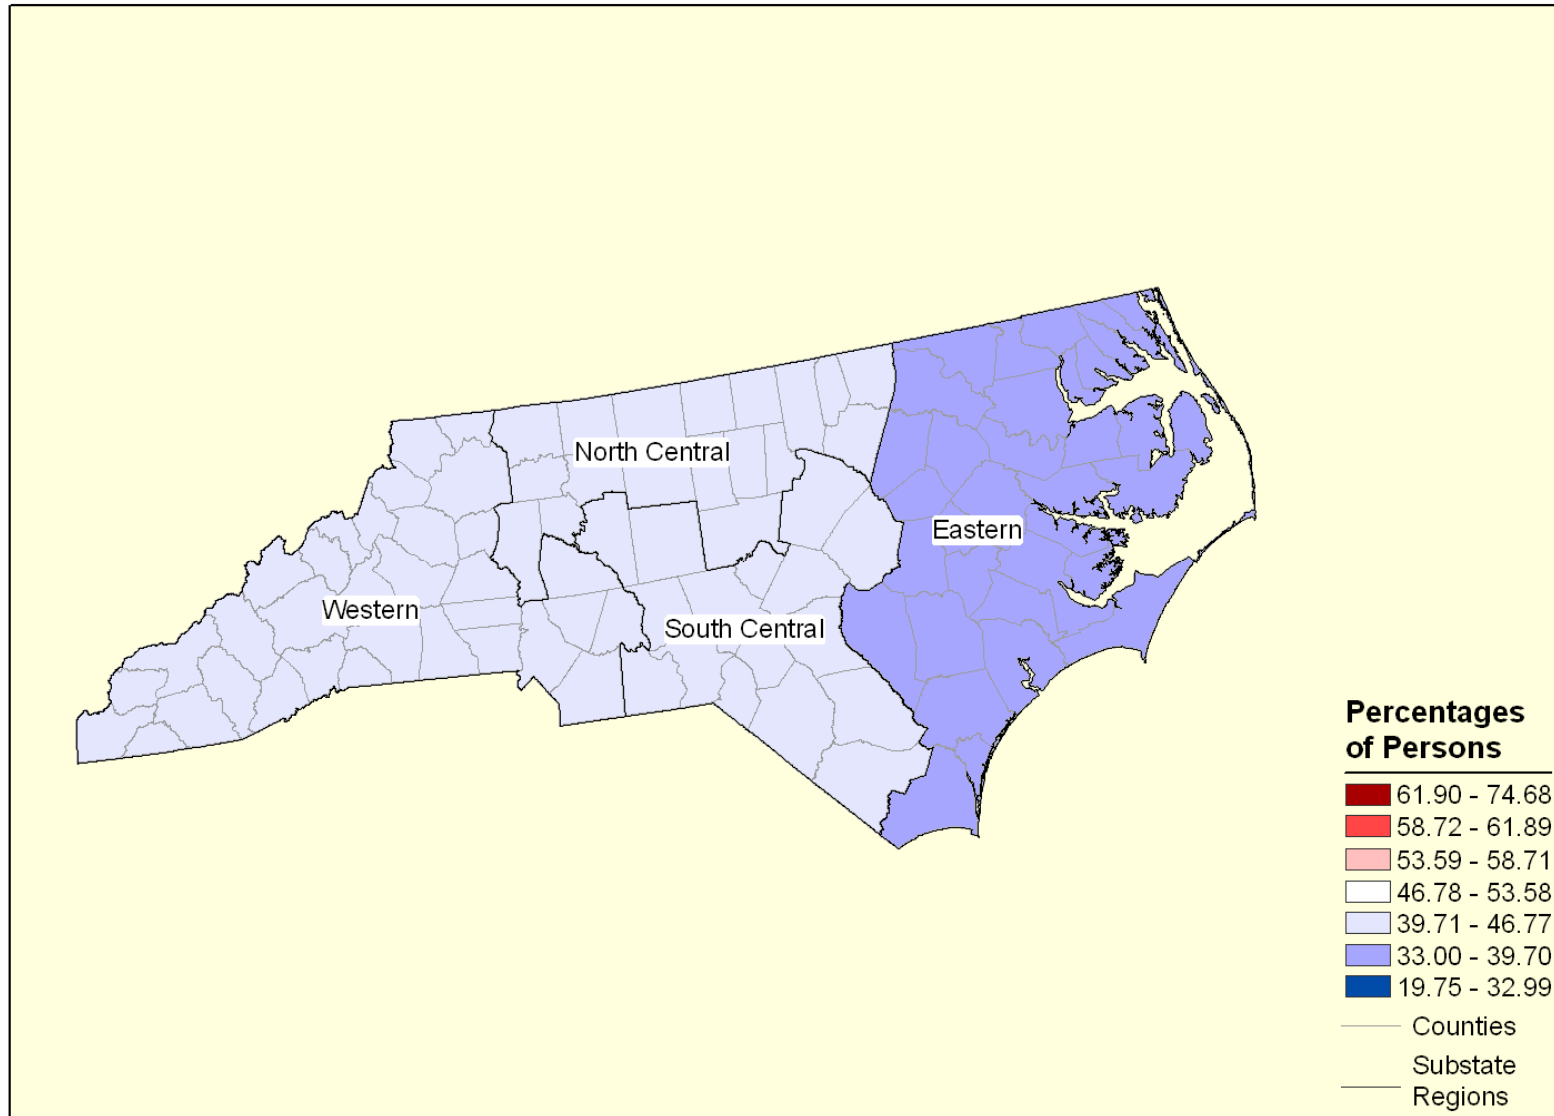 North Central
Eastern
Western
South Central
Percentages
of Persons
61.90 - 74.68
58.72 - 61.89
53.59 - 58.71
46.78 - 53.58
39.71 - 46.77
33.00 - 39.70
19.75 - 32.99
Counties
Substate
Regions